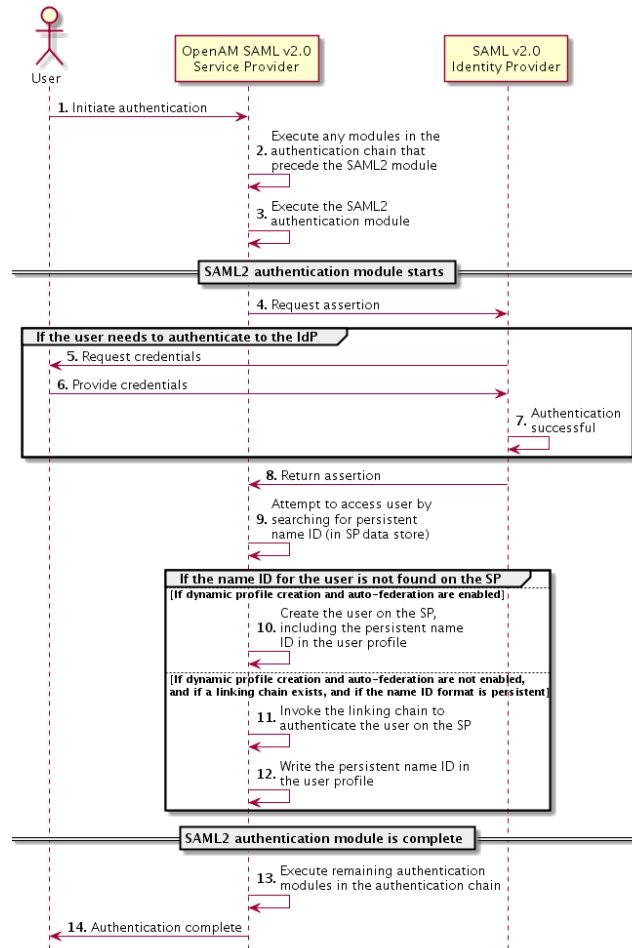 OpenAM SAML v2.0
Service Provider
SAML v2.0
Identity Provider
User
1. Initiate authentication
Execute any modules in the
2. authentication chain that
precede the SAML2 module
3. Execute the SAML2
authentication module
SAML2 authentication module starts
4. Request assertion
If the user needs to authenticate to the IdP
5. Request credentials
6. Provide credentials
7. Authentication
successful
8. Return assertion
Attempt to access user by
9. searching for persistent
name ID (in SP data store)
If the name ID for the user is not found on the SP
[If dynamic profile creation and auto-federation are enabled]
Create the user on the SP,
10. including the persistent name
ID in the user profile
[If dynamic profile creation and auto-federation are not enabled,
and if a linking chain exists, and if the name ID format is persistent]
11. Invoke the linking chain to
authenticate the user on the SP
12. Write the persistent name ID in
the user profile
SAML2 authentication module is complete
13. Execute remaining authentication
modules in the authentication chain
14. Authentication complete